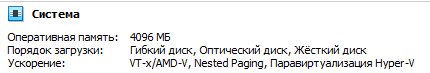 Система
Оперативная память: 4096 МБ
Порядок загрузки: Гибкий диск, Оптический диск, Жёсткий диск
Ускорение: VT-x/AMD-V, Nested Paging, Паравиртуализация Hyper-V